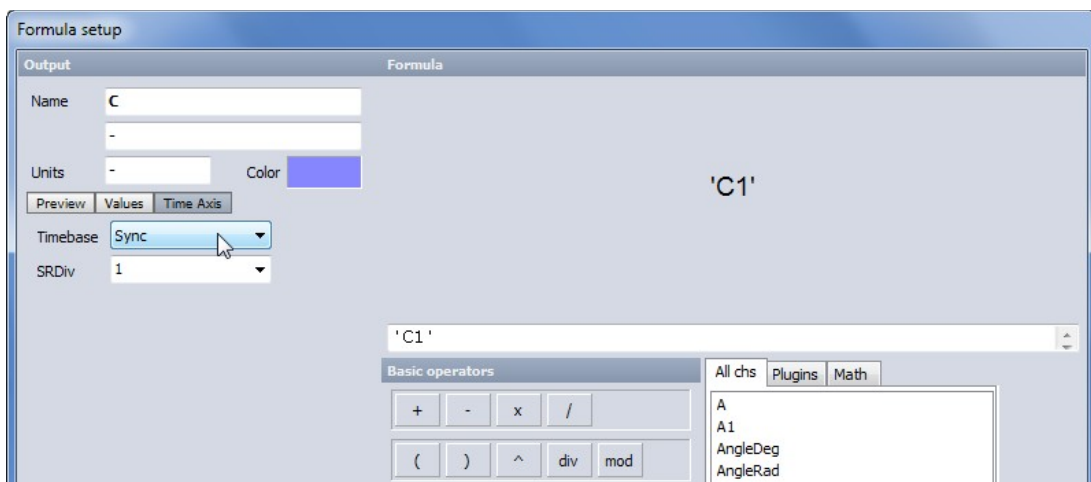 Formula setup
Output
Formula
Name
C
-
Units
-
Color
'C1'
Preview
Values
Time Axis
Timebase
Sync
SRDiv
1
'C1'
Basic operators
All chs
Plugins
Math
+
-
x
/
A
A1
(
)
^
div
mod
AngleDeg
AngleRad